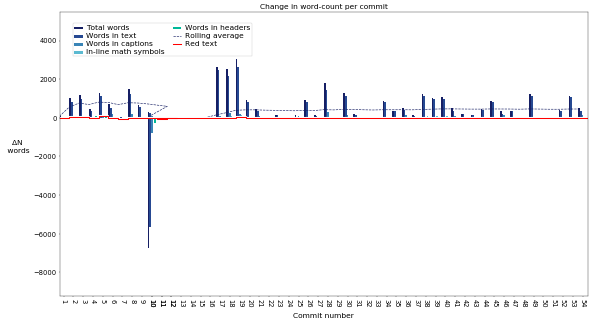 Change in word-count per commit
Total words
Words in text
Words in captions
in-line math symbols
Words in headers
Rolling average
Red text
4000
2000
0
−2000
−4000
−6000
−8000
ΔN
words
1 2 3 4 5 6 7 8 9 10 11 12 13 14 15 16 17 18 19 20 21 22 23 24 25 26 27 28 29 30 31 32 33 34 35 36 37 38 39 40 41 42 43 44 45 46 47 48 49 50 51 52 53 54
Commit number